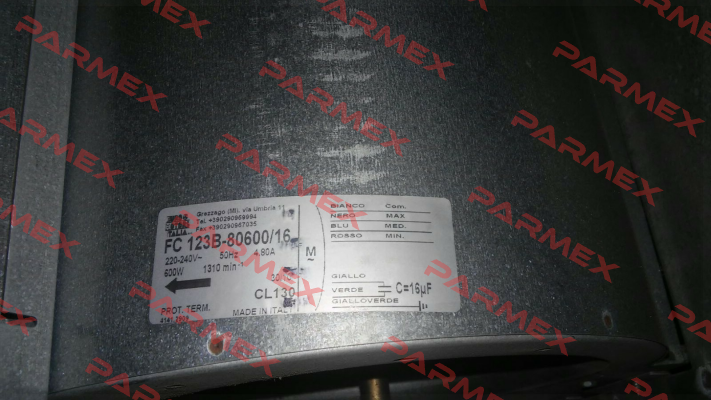 Grezzago (MI), via Umbria
Tel. +390290969994
Fax +390290967035
FC 123B-80600/16
220-240V~ 50Hz 4.80A
600W 1310 min⁻¹
CL130
PROT. TERM. MADE IN ITALY
BIANCO Com.
NERO MAX
BLU MED.
ROSSO MIN.
M
~
GIALLO
VERDE C=16µF
GIALLOVERDE
PARMEX
PARMEX
PARMEX
PARMEX
PARMEX
PARMEX
PARMEX
PARMEX
PARMEX
PARMEX